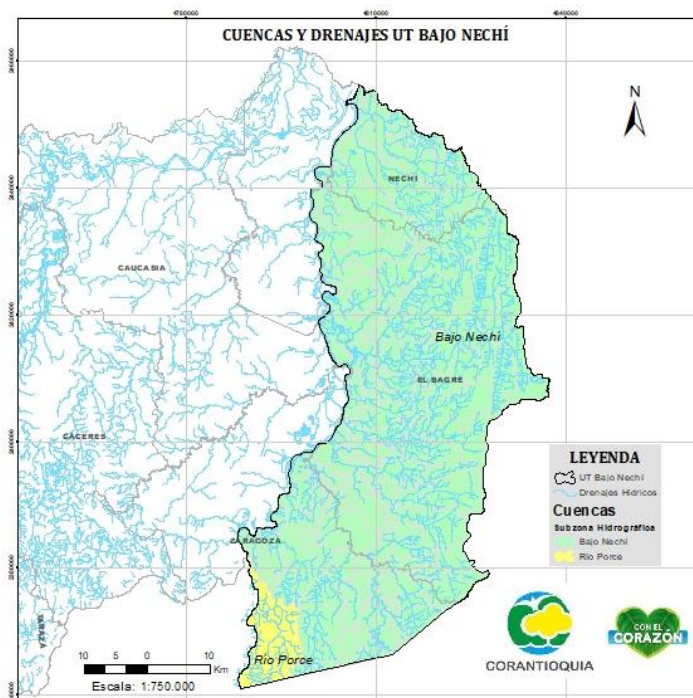 CUENCAS Y DRENAJES UT BAJO NECHÍ
N
NECHÍ
CAUCASIA
Bajo Nechí
EL BAGRE
CÁCERES
LEYENDA
UT Bajo Nechí
Drenajes Hídricos
Cuencas
Subzona Hidrográfica
Bajo Nechí
Río Porce
ZARAGOZA
TARAZÁ
Río Porce
10 5 0 10
Km
Escala: 1:750.000
CORANTIOQUIA
CON EL
CORAZÓN